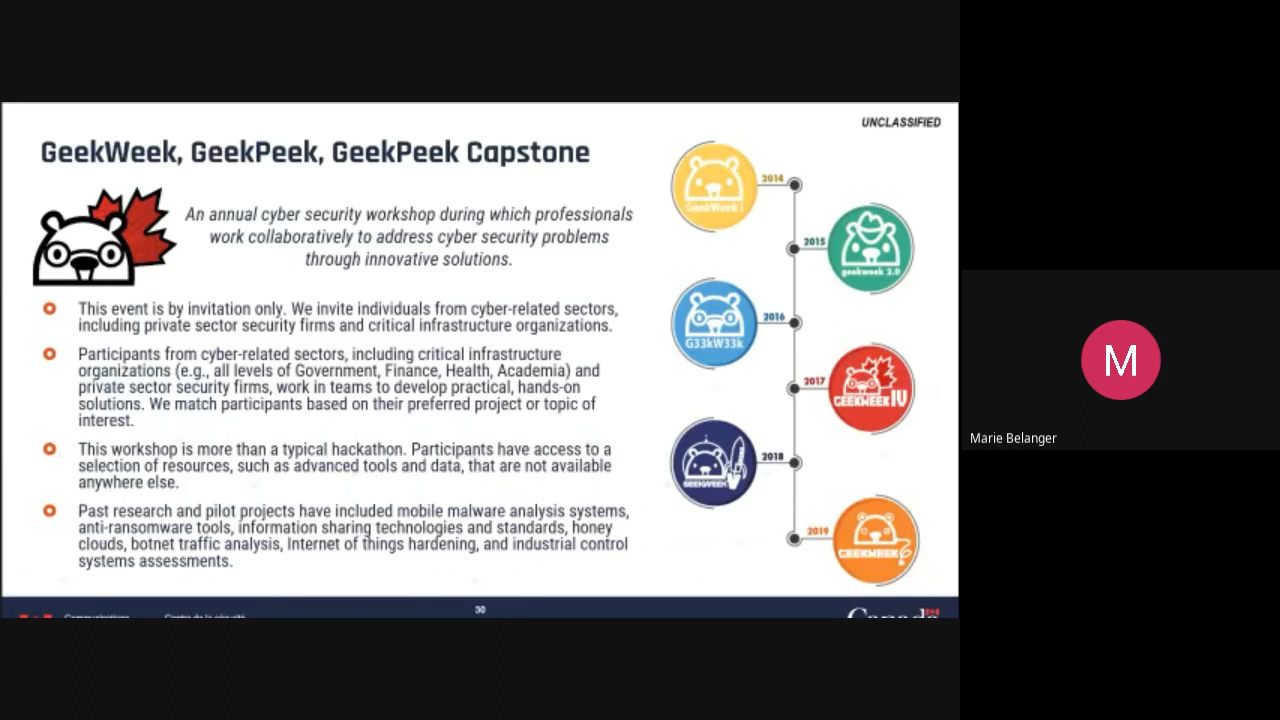 UNCLASSIFIED
GeekWeek, GeekPeek, GeekPeek Capstone
An annual cyber security workshop during which professionals
work collaboratively to address cyber security problems
through innovative solutions.
This event is by invitation only. We invite individuals from cyber-related sectors,
including private sector security firms and critical infrastructure organizations.
Participants from cyber-related sectors, including critical infrastructure
organizations (e.g., all levels of Government, Finance, Health, Academia) and
private sector security firms, work in teams to develop practical, hands-on
solutions. We match participants based on their preferred project or topic of
interest.
This workshop is more than a typical hackathon. Participants have access to a
selection of resources, such as advanced tools and data, that are not available
anywhere else.
Past research and pilot projects have included mobile malware analysis systems,
anti-ransomware tools, information sharing technologies and standards, honey
clouds, botnet traffic analysis, Internet of things hardening, and industrial control
systems assessments.
2014
2015
geekweek 2.0
2016
G33kW33k
2017
GEEKWEEK IV
2018
GEEKWEEK
2019
GEEKWEEK
30
Communications
Centre de la sécurité
Canada
M
Marie Belanger